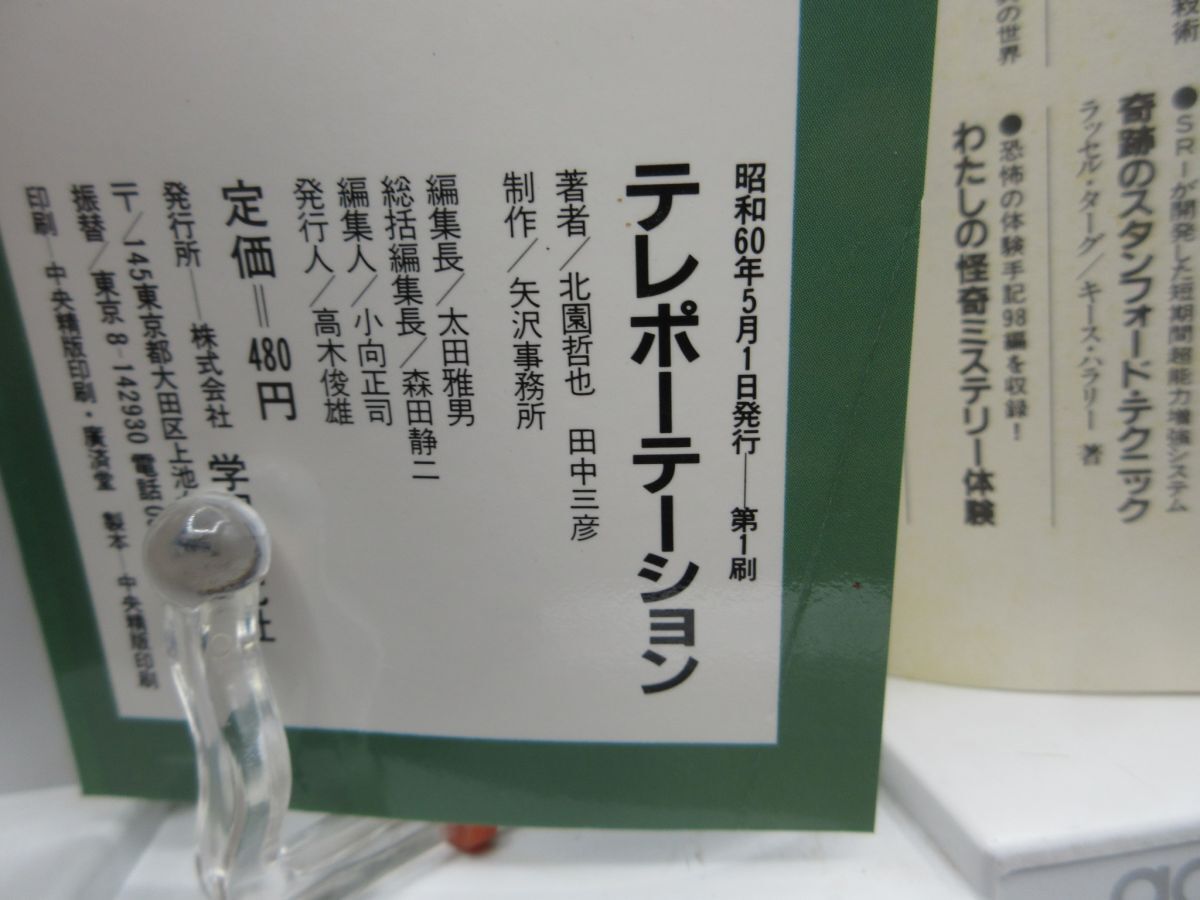 殺術
の世界
●SRIが開発した短期間超能力増強システム
奇跡のスタンフォード・テクニック
ラッセル・ターグ/キース・ハラリー 著
●恐怖の体験手記98編を収録!
わたしの怪奇ミステリー体験
昭和60年5月1日発行——第1刷
テレポーテーション
著者/北園哲也 田中三彦
制作/矢沢事務所
編集長/太田雅男
総括編集長/森田静二
編集人/小向正司
発行人/高木俊雄
定価=480円
発行所——株式会社 学
〒/145東京都大田区上池
振替/東京8-142930 電話
印刷——中央精版印刷・廣済堂 製本——中央精版印刷